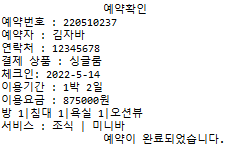 예약확인
예약번호 : 220510237
예약자 : 김자바
연락처 : 12345678
결제 상품 : 싱글룸
체크인: 2022-5-14
이용기간 : 1박 2일
이용요금 : 875000원
방 1|침대 1|욕실 1|오션뷰
서비스 : 조식 | 미니바
예약이 완료되었습니다.